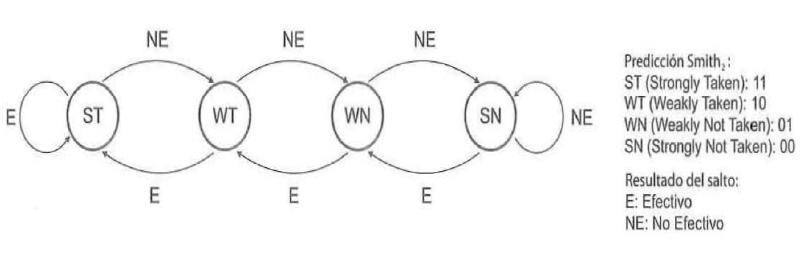 NE NE NE
E ST WT WN SN NE
E E E
Predicción Smith₂:
ST (Strongly Taken): 11
WT (Weakly Taken): 10
WN (Weakly Not Taken): 01
SN (Strongly Not Taken): 00
Resultado del salto:
E: Efectivo
NE: No Efectivo